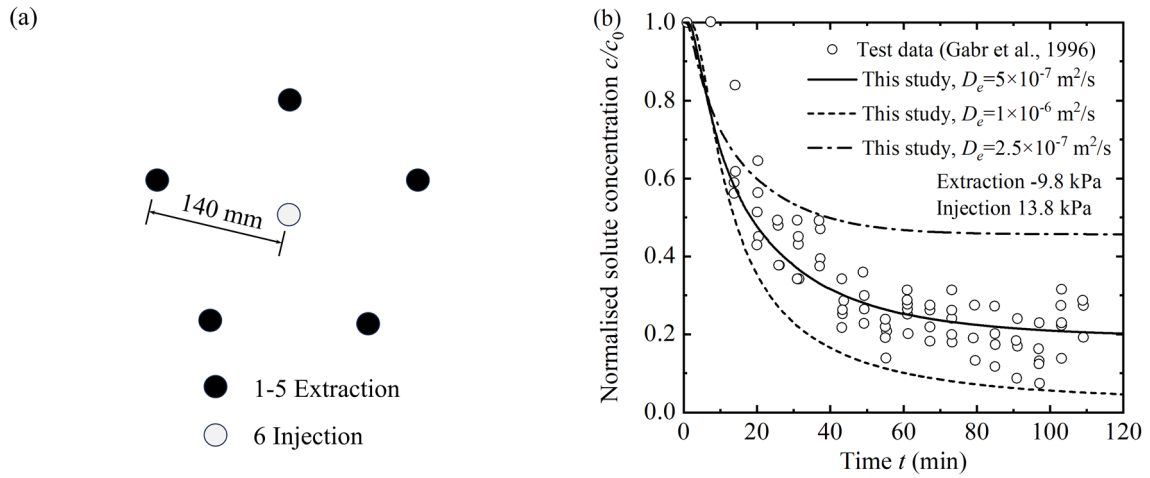 (a)
140 mm
1-5 Extraction
6 Injection
(b)
Normalised solute concentration c/c₀
1.0
0.8
0.6
0.4
0.2
0.0
Test data (Gabr et al., 1996)
This study, Dₑ=5×10⁻⁷ m²/s
This study, Dₑ=1×10⁻⁶ m²/s
This study, Dₑ=2.5×10⁻⁷ m²/s
Extraction -9.8 kPa
Injection 13.8 kPa
0 20 40 60 80 100 120
Time t (min)